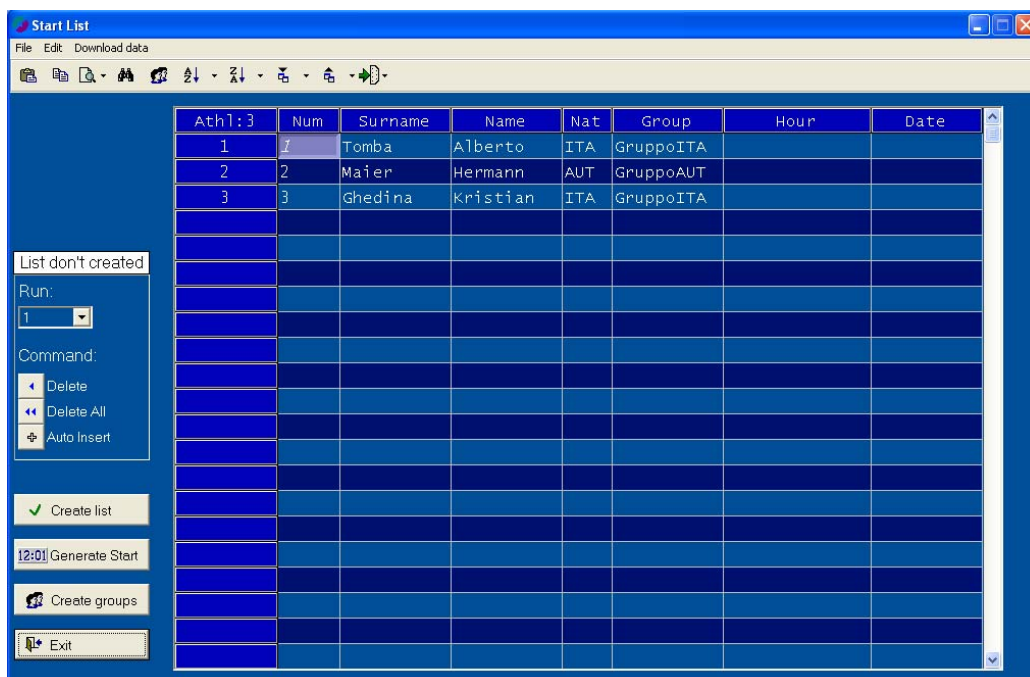 Start List
File Edit Download data
Athl:3 Num Surname Name Nat Group Hour Date
1 1 Tomba Alberto ITA GruppoITA
2 2 Maier Hermann AUT GruppoAUT
3 3 Ghedina Kristian ITA GruppoITA
List don't created
Run:
1
Command:
Delete
Delete All
Auto Insert
Create list
12:01 Generate Start
Create groups
Exit